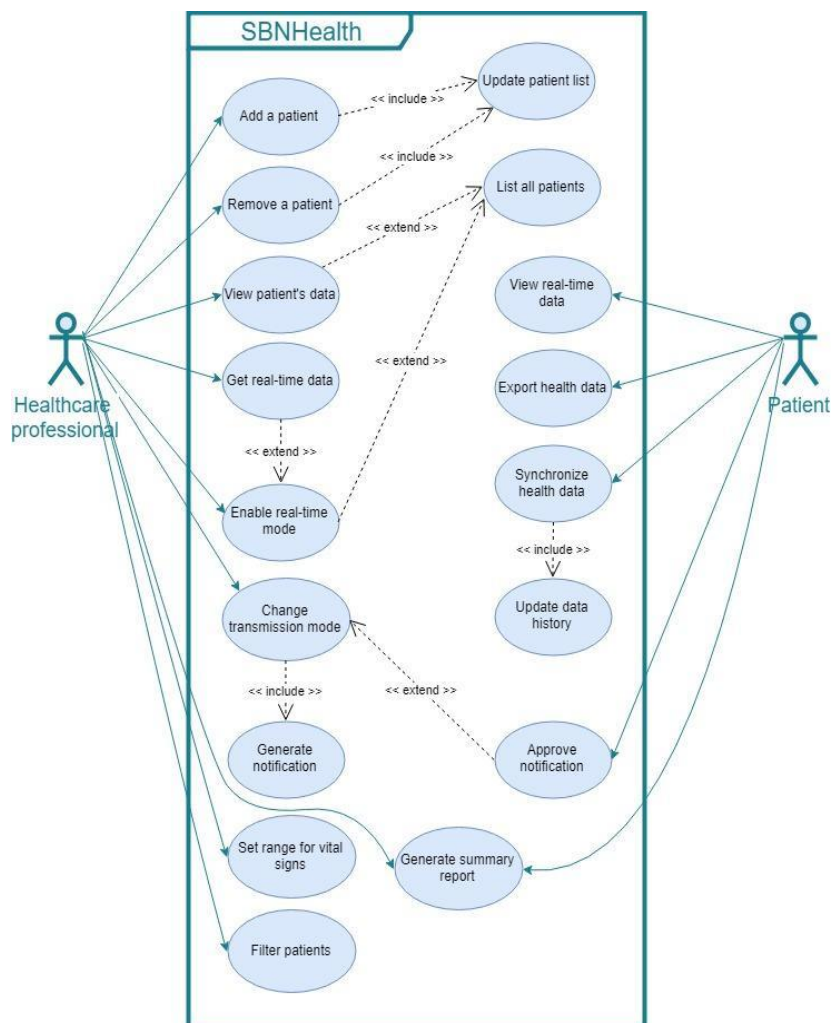 SBNHealth
Update patient list
<< include >>
Add a patient
<< include >>
List all patients
Remove a patient
<< extend >>
View real-time
data
View patient's data
<< extend >>
Get real-time data
Export health data
Healthcare
professional
Patient
<< extend >>
Synchronize
health data
Enable real-time
mode
<< include >>
Change
transmission mode
Update data
history
<< include >>
<< extend >>
Generate
notification
Approve
notification
Set range for vital
signs
Generate summary
report
Filter patients